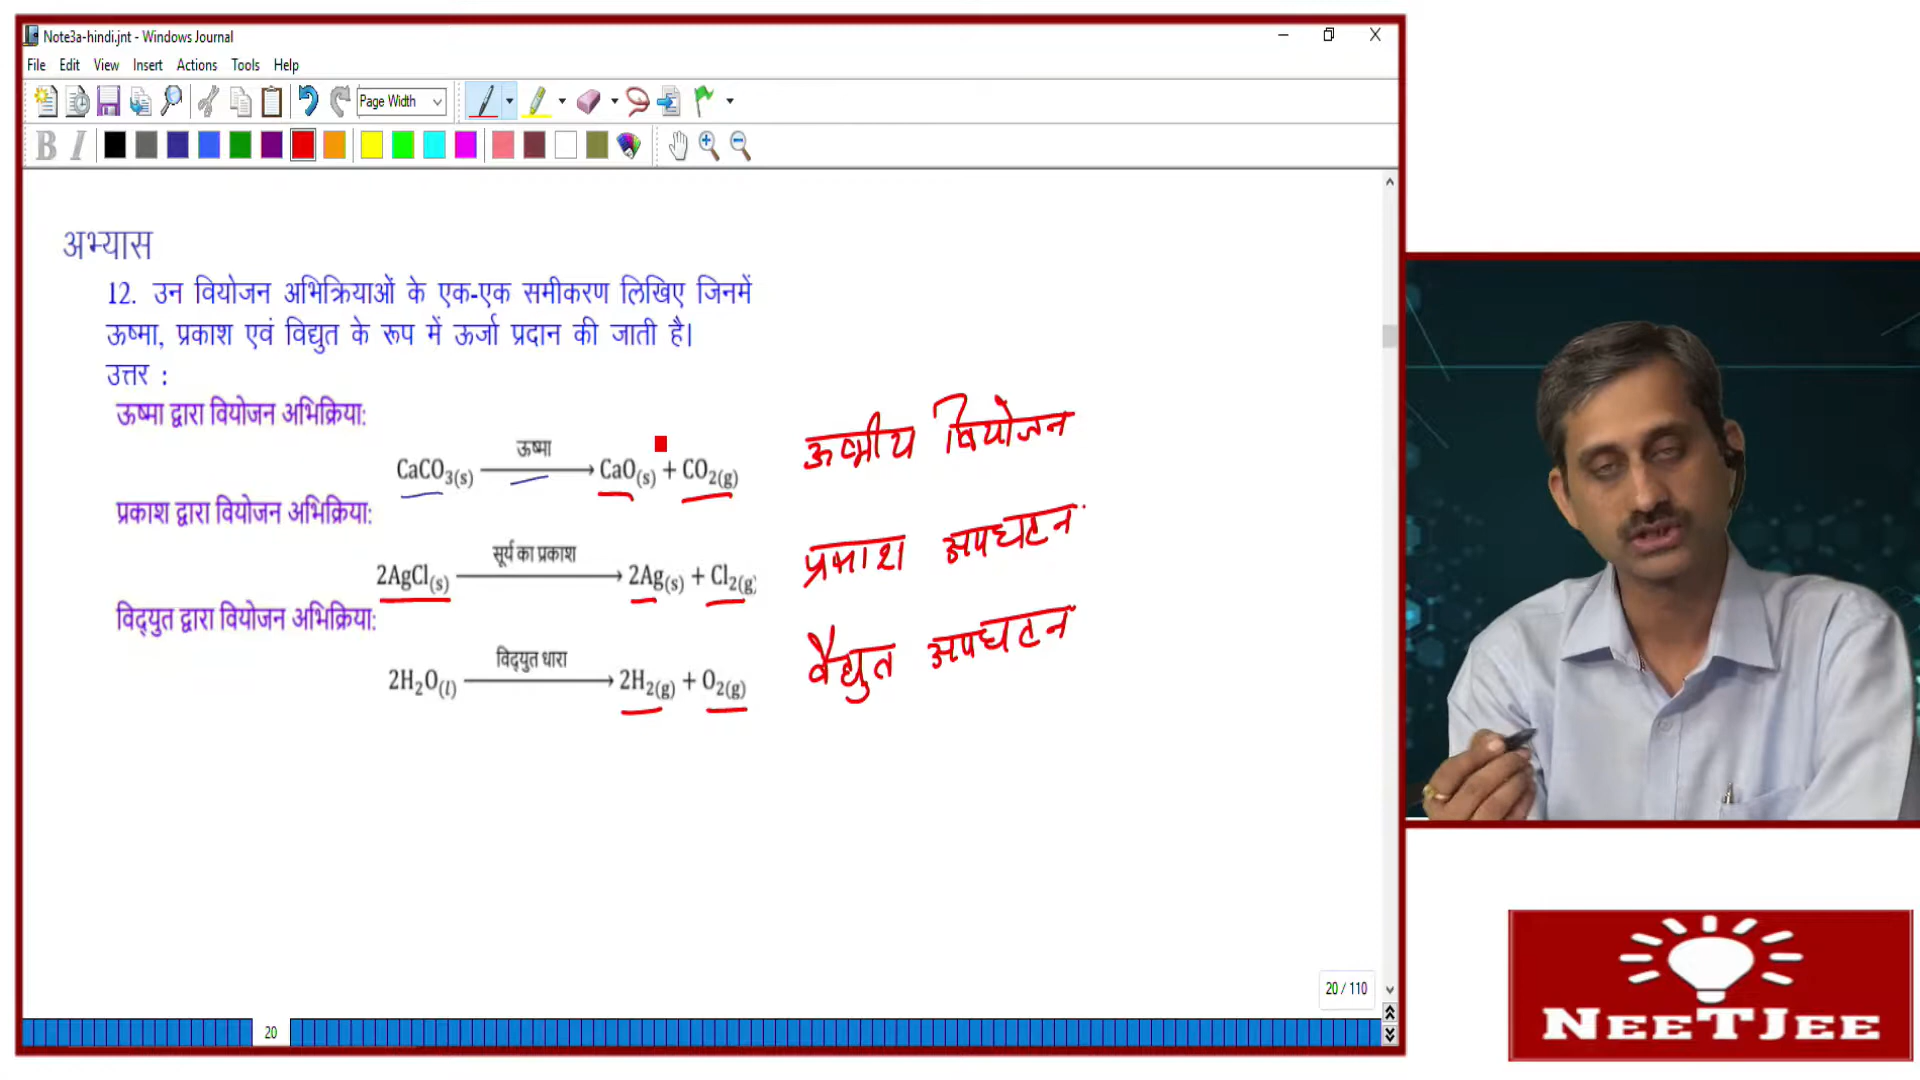 Note3a-hindi.jnt - Windows Journal
File Edit View Insert Actions Tools Help
Page Width
B I
अभ्यास
12. उन वियोजन अभिक्रियाओं के एक-एक समीकरण लिखिए जिनमें
ऊष्मा, प्रकाश एवं विद्युत के रूप में ऊर्जा प्रदान की जाती है।
उत्तर :
ऊष्मा द्वारा वियोजन अभिक्रिया:
ऊष्मा
CaCO3(s) → CaO(s) + CO2(g)
ऊष्मीय वियोजन
प्रकाश द्वारा वियोजन अभिक्रिया:
सूर्य का प्रकाश
2AgCl(s) → 2Ag(s) + Cl2(g)
प्रकाश अपघटन
विद्युत द्वारा वियोजन अभिक्रिया:
विद्युत धारा
2H2O(l) → 2H2(g) + O2(g)
वैद्युत अपघटन
20 / 110
20
NEETJEE